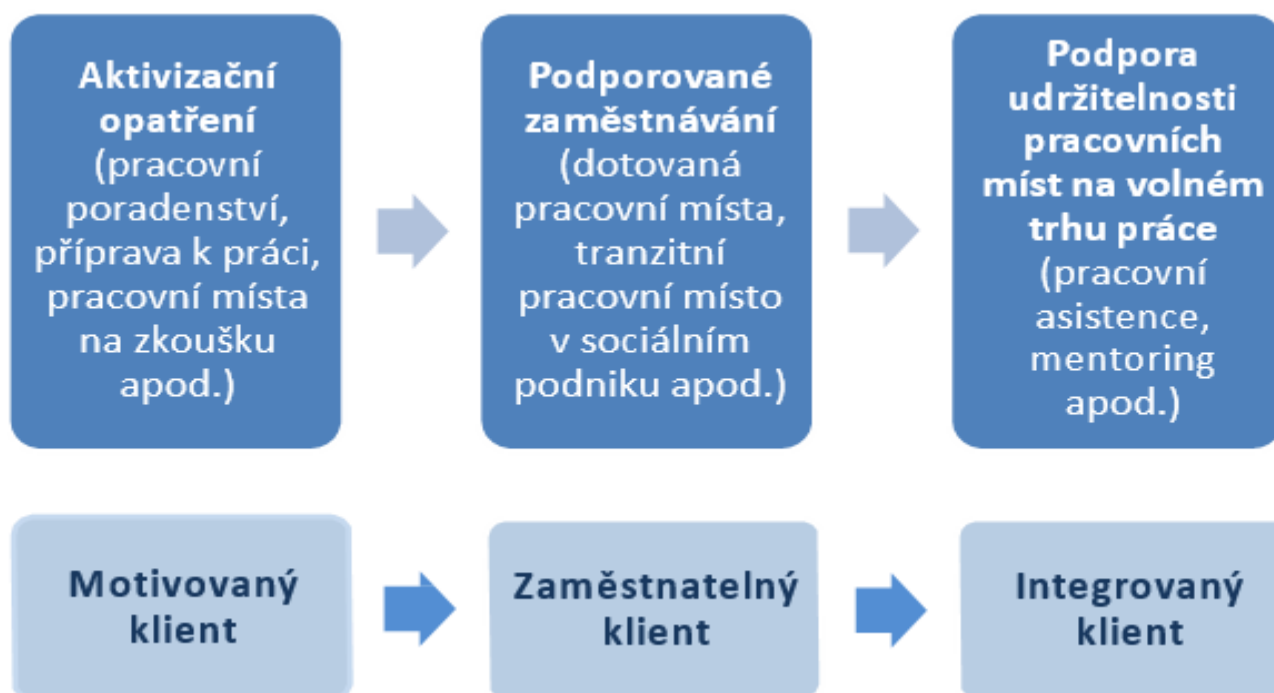 Aktivizační
opatření
(pracovní
poradenství,
příprava k práci,
pracovní místa
na zkoušku
apod.)
Podporované
zaměstnávání
(dotovaná
pracovní místa,
tranzitní
pracovní místo
v sociálním
podniku apod.)
Podpora
udržitelnosti
pracovních
míst na volném
trhu práce
(pracovní
asistence,
mentoring
apod.)
Motivovaný
klient
Zaměstnatelný
klient
Integrovaný
klient